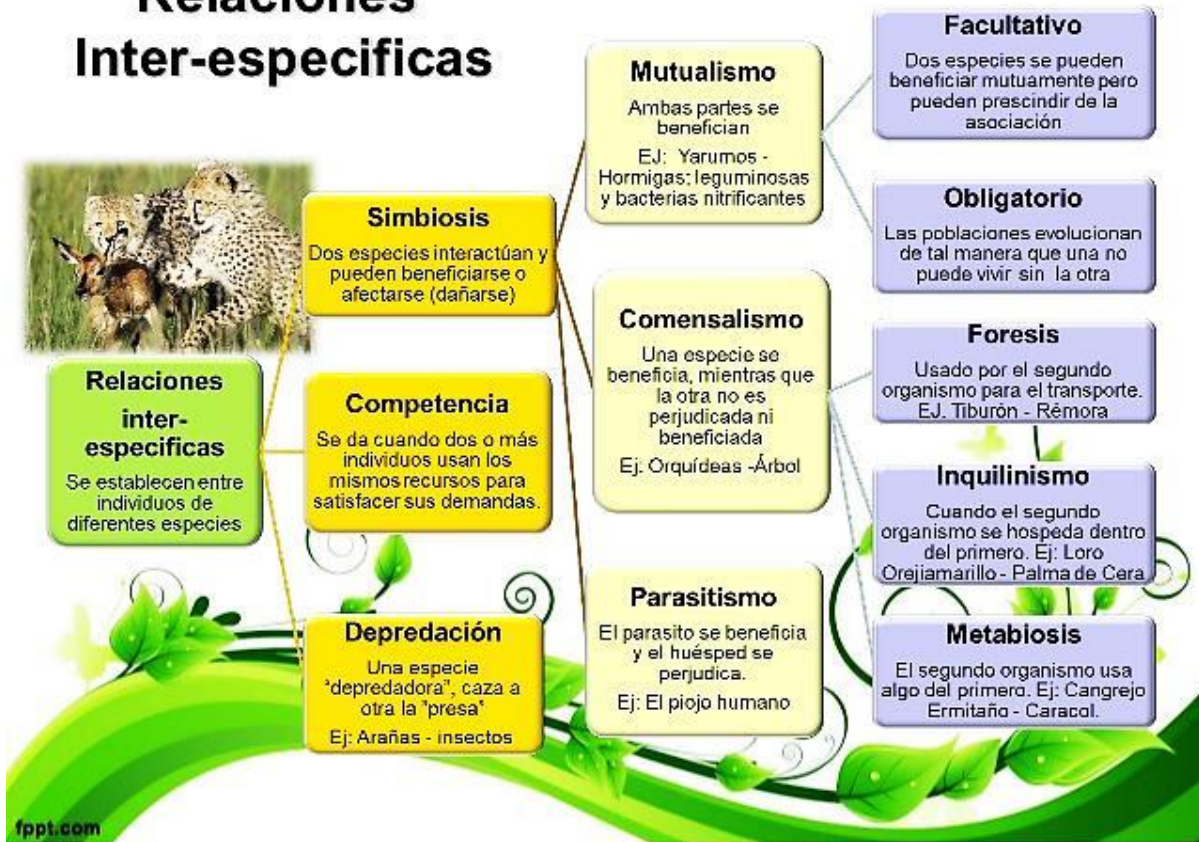 Relaciones
Inter-especificas
Relaciones
inter-
especificas
Se establecen entre
individuos de
diferentes especies
Simbiosis
Dos especies interactúan y
pueden beneficiarse o
afectarse (dañarse)
Competencia
Se da cuando dos o más
individuos usan los
mismos recursos para
satisfacer sus demandas.
Depredación
Una especie
"depredadora", caza a
otra la "presa"
Ej: Arañas - insectos
Mutualismo
Ambas partes se
benefician
EJ: Yarumos -
Hormigas; leguminosas
y bacterias nitrificantes
Comensalismo
Una especie se
beneficia, mientras que
la otra no es
perjudicada ni
beneficiada
Ej: Orquídeas -Árbol
Parasitismo
El parasito se beneficia
y el huésped se
perjudica.
Ej: El piojo humano
Facultativo
Dos especies se pueden
beneficiar mutuamente pero
pueden prescindir de la
asociación
Obligatorio
Las poblaciones evolucionan
de tal manera que una no
puede vivir sin la otra
Foresis
Usado por el segundo
organismo para el transporte.
EJ. Tiburón - Rémora
Inquilinismo
Cuando el segundo
organismo se hospeda dentro
del primero. Ej: Loro
Orejiamarillo - Palma de Cera
Metabiosis
El segundo organismo usa
algo del primero. Ej: Cangrejo
Ermitaño - Caracol.
fppt.com